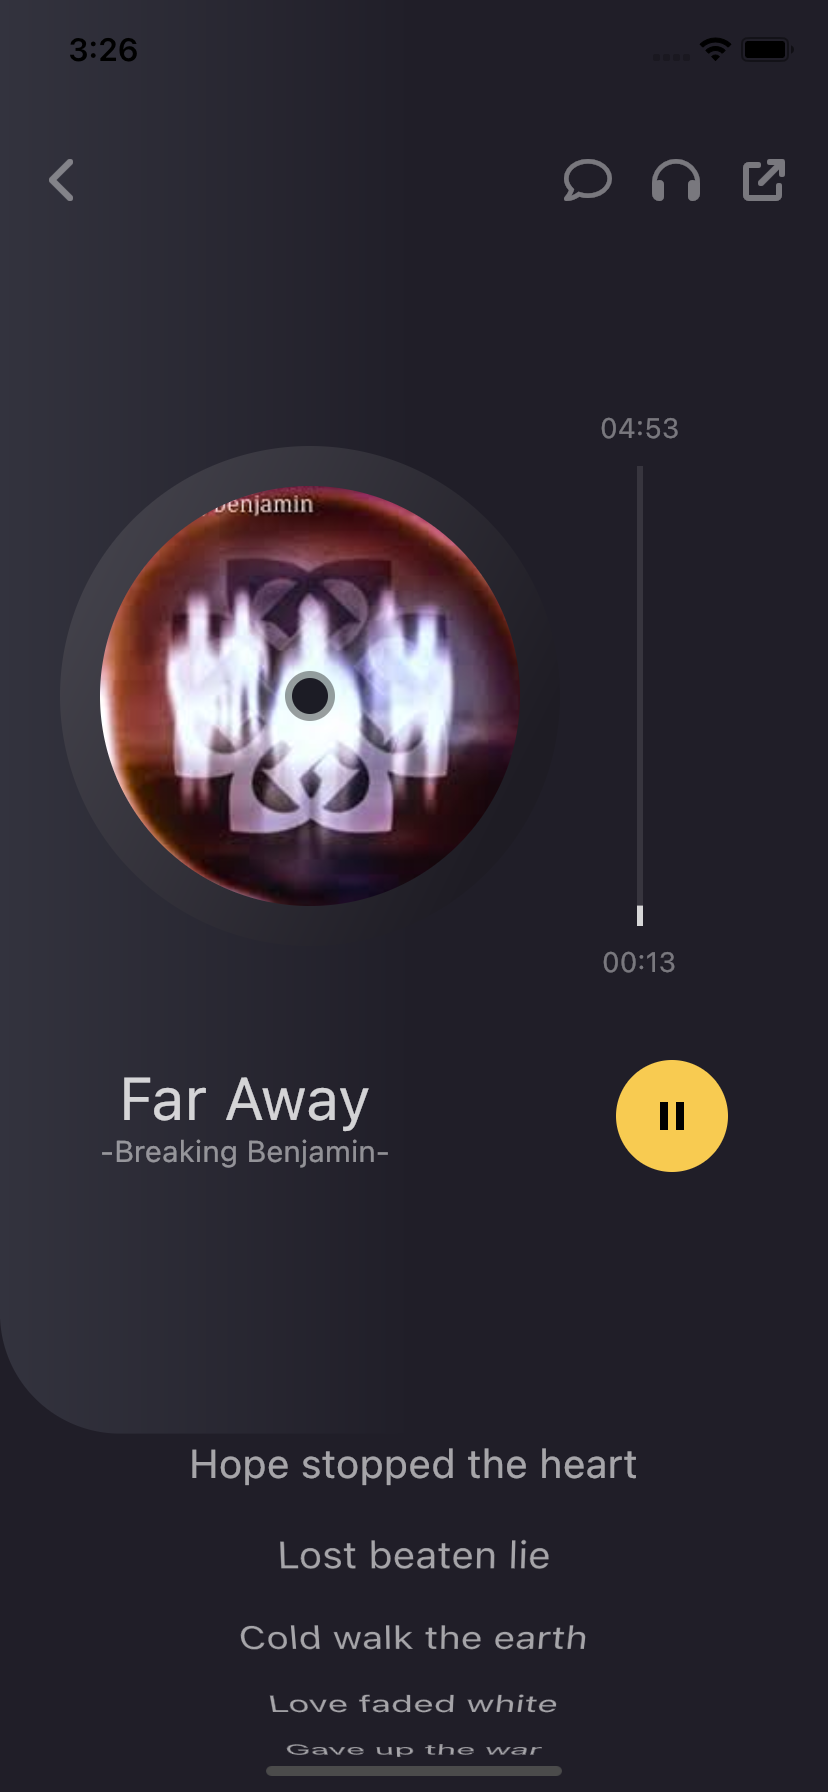 3:26
04:53
Benjamin
00:13
Far Away
-Breaking Benjamin-
Hope stopped the heart
Lost beaten lie
Cold walk the earth
Love faded white
Gave up the war